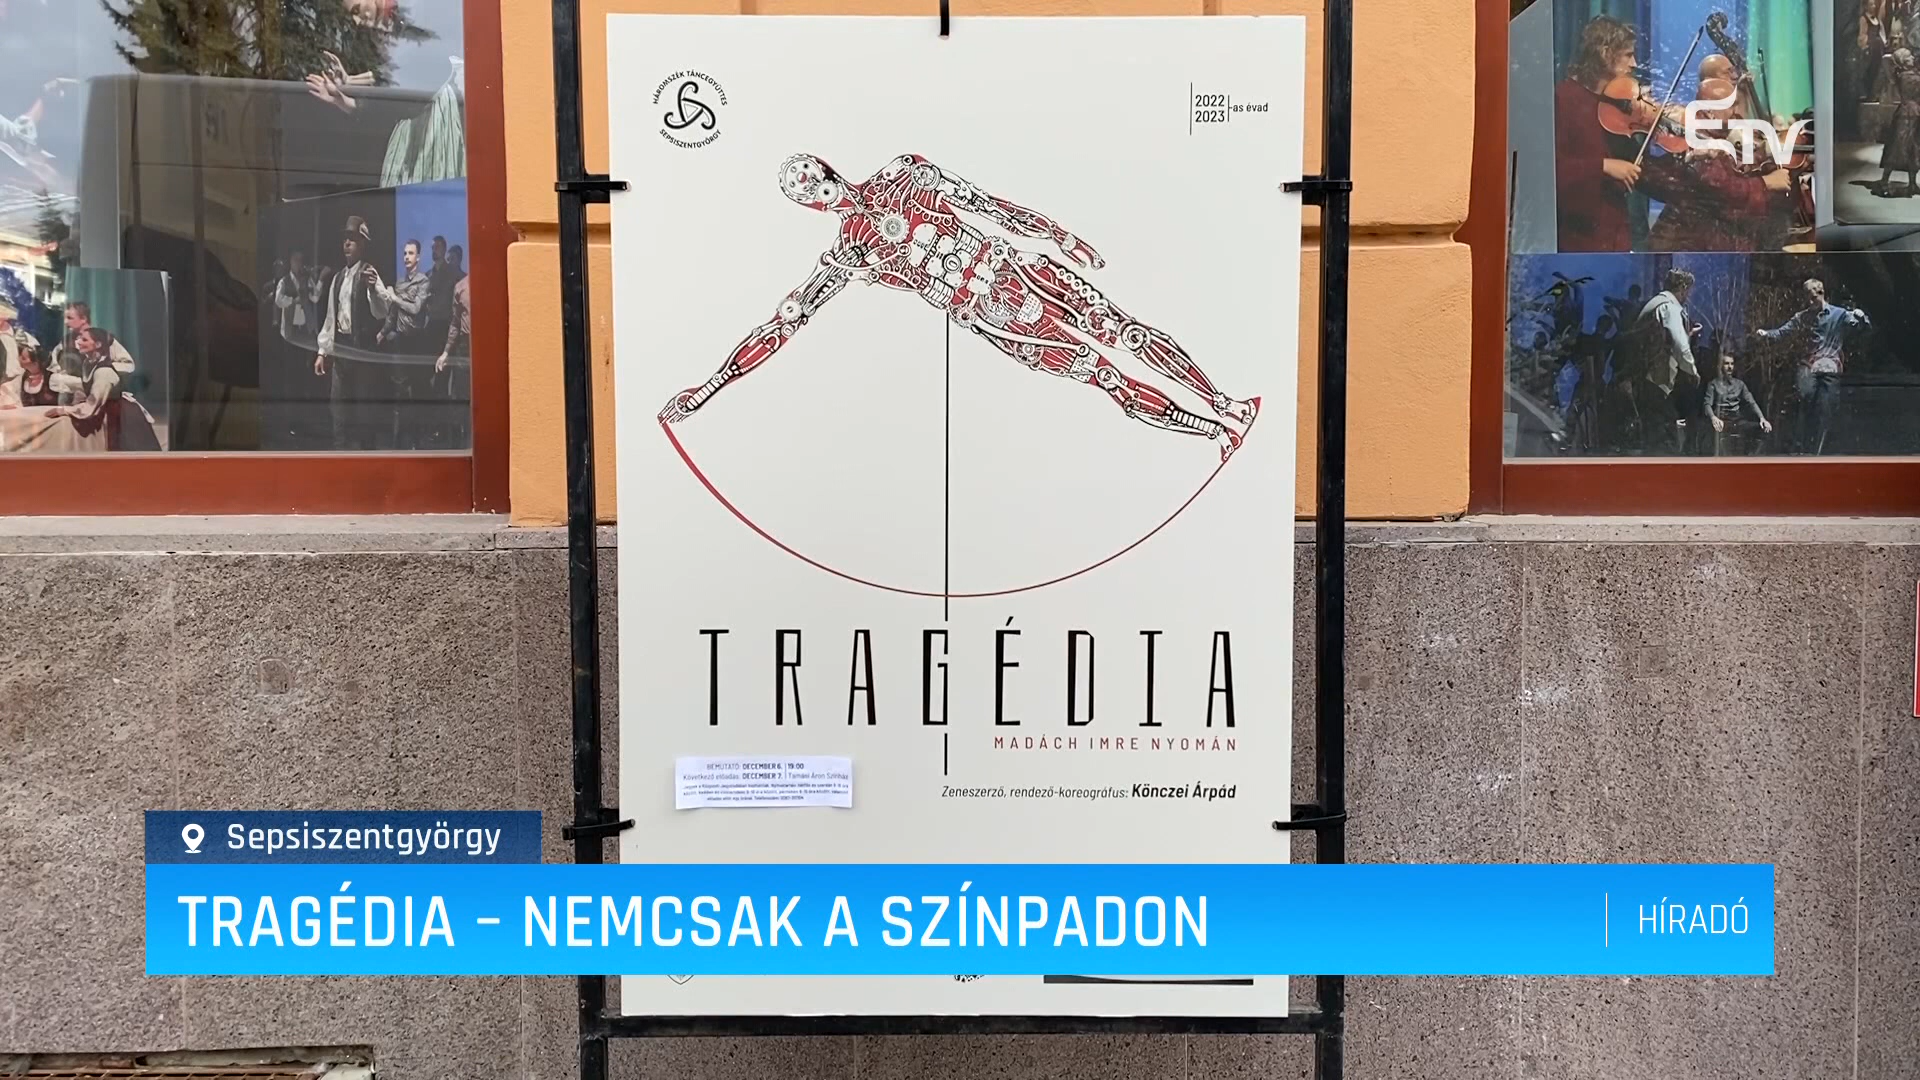 HÁROMSZÉK TÁNCEGYÜTTES
SEPSISZENTGYÖRGY
2022
2023
-as évad
ETV
TRAGÉDIA
MADÁCH IMRE NYOMÁN
BEMUTATÓ: DECEMBER 6. | 19:00
Következő előadás: DECEMBER 7. | Tamási Áron Színház
Zeneszerző, rendező-koreográfus: Könczei Árpád
Sepsiszentgyörgy
TRAGÉDIA – NEMCSAK A SZÍNPADON
HÍRADÓ